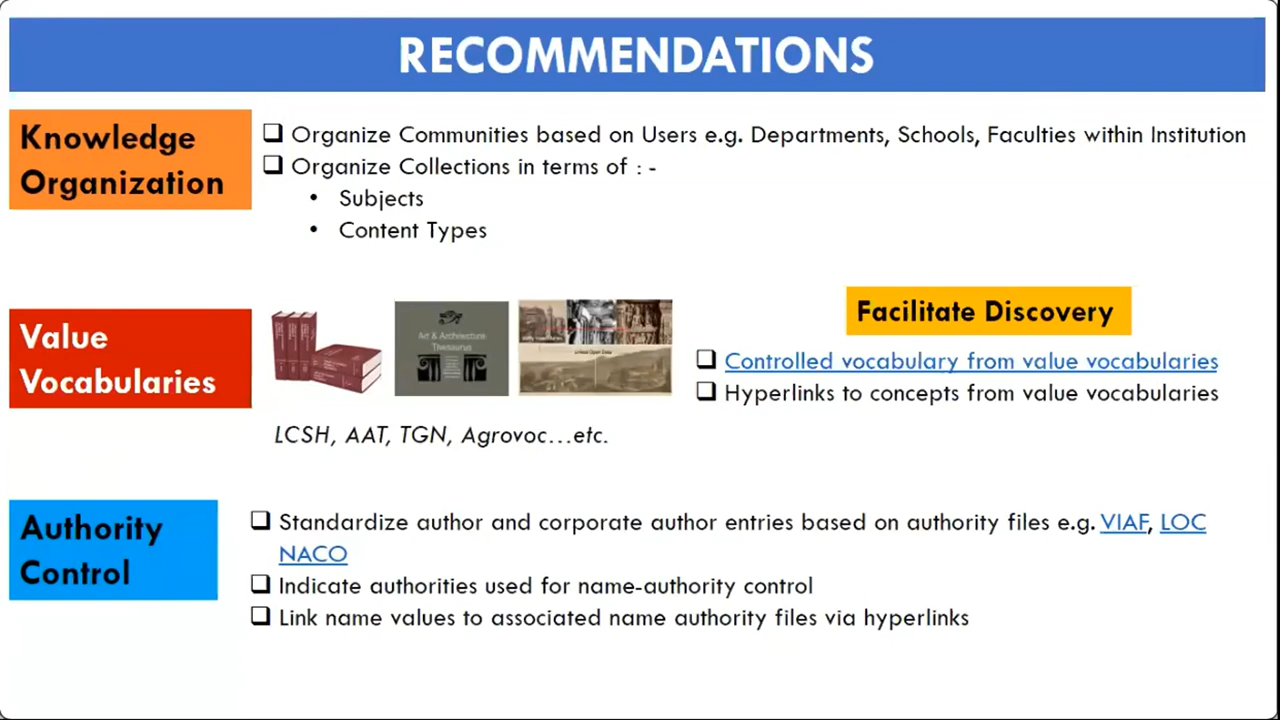 RECOMMENDATIONS
Knowledge
Organization
❑ Organize Communities based on Users e.g. Departments, Schools, Faculties within Institution
❑ Organize Collections in terms of : -
• Subjects
• Content Types
Value
Vocabularies
Art & Architecture
Thesaurus
LCSH, AAT, TGN, Agrovoc...etc.
Facilitate Discovery
❑ Controlled vocabulary from value vocabularies
❑ Hyperlinks to concepts from value vocabularies
Authority
Control
❑ Standardize author and corporate author entries based on authority files e.g. VIAF, LOC
NACO
❑ Indicate authorities used for name-authority control
❑ Link name values to associated name authority files via hyperlinks